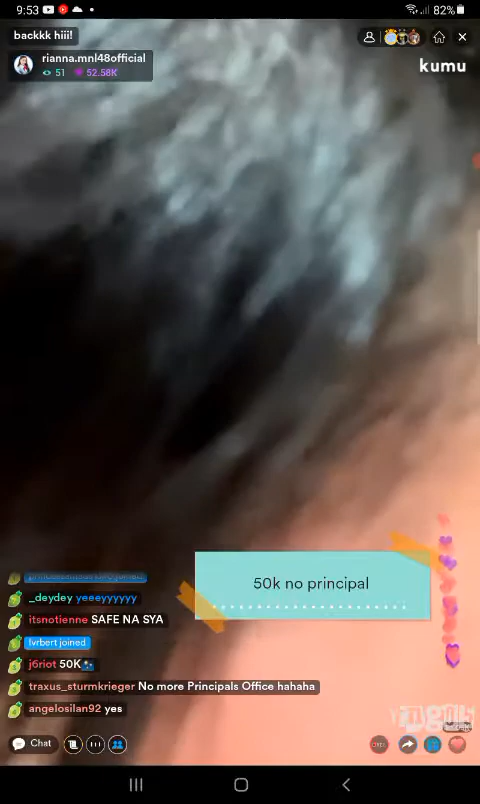 9:53
82%
backkk hiii!
rianna.mnl48official
51 52.58K
kumu
50k no principal
_deydey yeeeyyyyyy
itsnotienne SAFE NA SYA
lvrbert joined
j6riot 50K
traxus_sturmkrieger No more Principals Office hahaha
angelosilan92 yes
Chat